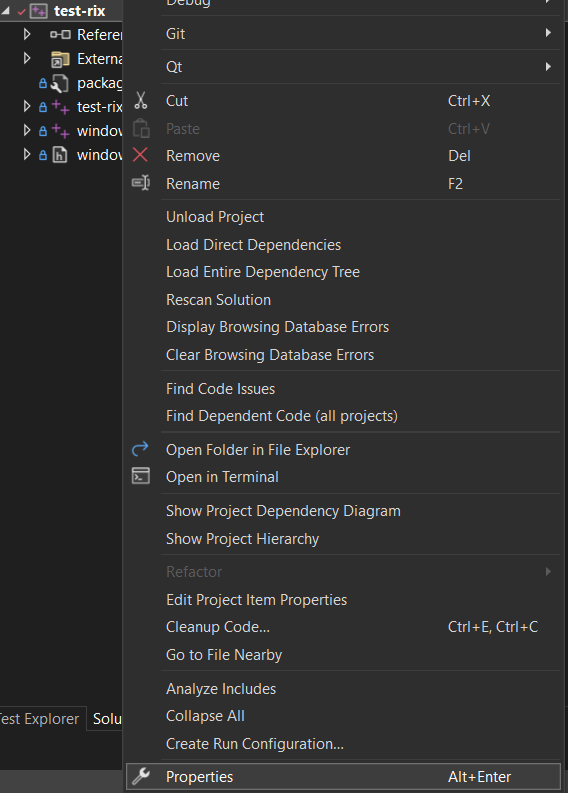 test-rix
Debug
Git
Qt
Cut Ctrl+X
Paste Ctrl+V
Remove Del
Rename F2
Unload Project
Load Direct Dependencies
Load Entire Dependency Tree
Rescan Solution
Display Browsing Database Errors
Clear Browsing Database Errors
Find Code Issues
Find Dependent Code (all projects)
Open Folder in File Explorer
Open in Terminal
Show Project Dependency Diagram
Show Project Hierarchy
Refactor
Edit Project Item Properties
Cleanup Code... Ctrl+E, Ctrl+C
Go to File Nearby
Analyze Includes
Collapse All
Create Run Configuration...
Properties Alt+Enter
Referen
Externa
packag
test-rix
window
window
Test Explorer Solu